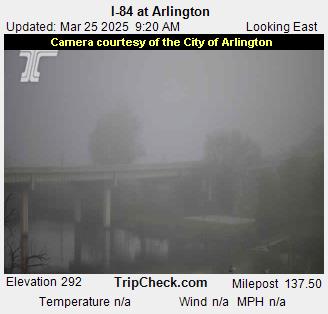 I-84 at Arlington
Updated: Mar 25 2025 9:20 AM Looking East
Camera courtesy of the City of Arlington
Elevation 292 TripCheck.com Milepost 137.50
Temperature n/a Wind n/a MPH n/a